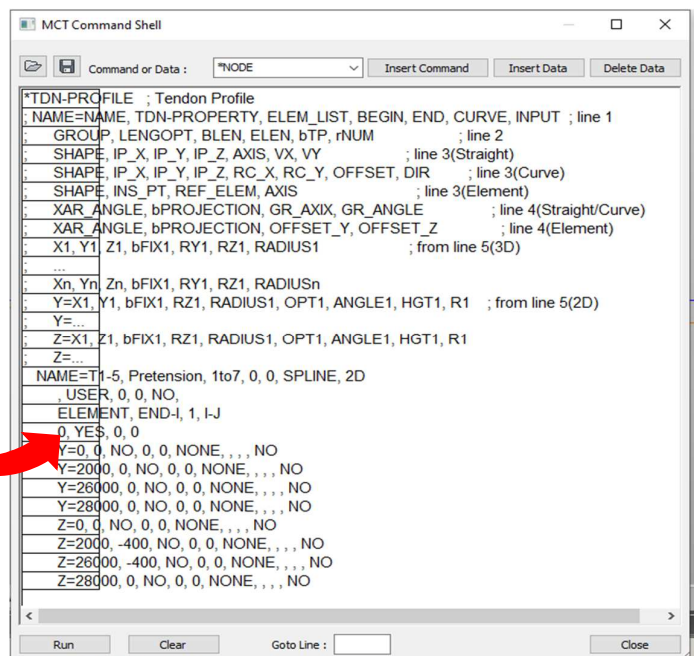 MCT Command Shell
Command or Data : *NODE Insert Command Insert Data Delete Data
*TDN-PROFILE ; Tendon Profile
; NAME=NAME, TDN-PROPERTY, ELEM_LIST, BEGIN, END, CURVE, INPUT ; line 1
; GROUP, LENGOPT, BLEN, ELEN, bTP, rNUM ; line 2
; SHAPE, IP_X, IP_Y, IP_Z, AXIS, VX, VY ; line 3(Straight)
; SHAPE, IP_X, IP_Y, IP_Z, RC_X, RC_Y, OFFSET, DIR ; line 3(Curve)
; SHAPE, INS_PT, REF_ELEM, AXIS ; line 3(Element)
; XAR_ANGLE, bPROJECTION, GR_AXIX, GR_ANGLE ; line 4(Straight/Curve)
; XAR_ANGLE, bPROJECTION, OFFSET_Y, OFFSET_Z ; line 4(Element)
; X1, Y1, Z1, bFIX1, RY1, RZ1, RADIUS1 ; from line 5(3D)
; ...
; Xn, Yn, Zn, bFIX1, RY1, RZ1, RADIUSn
; Y=X1, Y1, bFIX1, RZ1, RADIUS1, OPT1, ANGLE1, HGT1, R1 ; from line 5(2D)
; Y=...
; Z=X1, Z1, bFIX1, RZ1, RADIUS1, OPT1, ANGLE1, HGT1, R1
; Z=...
NAME=T1-5, Pretension, 1to7, 0, 0, SPLINE, 2D
, USER, 0, 0, NO,
ELEMENT, END-I, 1, I-J
0, YES, 0, 0
Y=0, 0, NO, 0, 0, NONE, , , , NO
Y=2000, 0, NO, 0, 0, NONE, , , , NO
Y=26000, 0, NO, 0, 0, NONE, , , , NO
Y=28000, 0, NO, 0, 0, NONE, , , , NO
Z=0, 0, NO, 0, 0, NONE, , , , NO
Z=2000, -400, NO, 0, 0, NONE, , , , NO
Z=26000, -400, NO, 0, 0, NONE, , , , NO
Z=28000, 0, NO, 0, 0, NONE, , , , NO
Run Clear Goto Line : Close